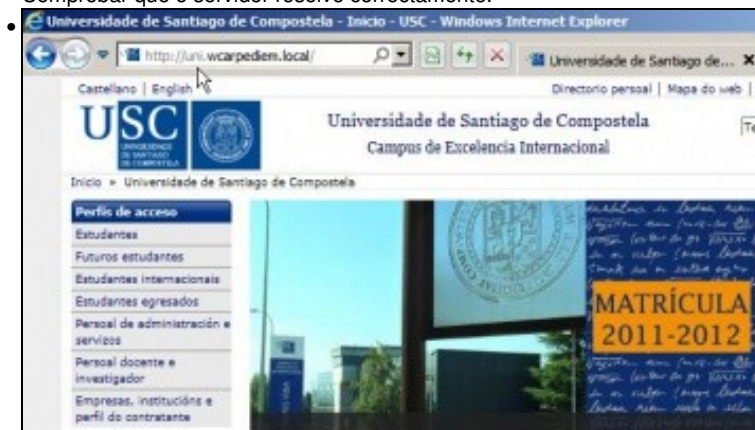 Comprobar que o servidor resolve correctamente.
Universidade de Santiago de Compostela - Inicio - USC - Windows Internet Explorer
http://uni.wcarpediem.local/
Universidade de Santiago de...
Castellano | English
Directorio persoal | Mapa do web |
USC
Universidade de Santiago de Compostela
Campus de Excelencia Internacional
Inicio » Universidade de Santiago de Compostela
Perfís de acceso
Estudantes
Futuros estudantes
Estudantes internacionais
Estudantes egresados
Persoal de administración e
servizos
Persoal docente e
investigador
Empresas, institucións e
perfil do contratante
MATRÍCULA
2011-2012